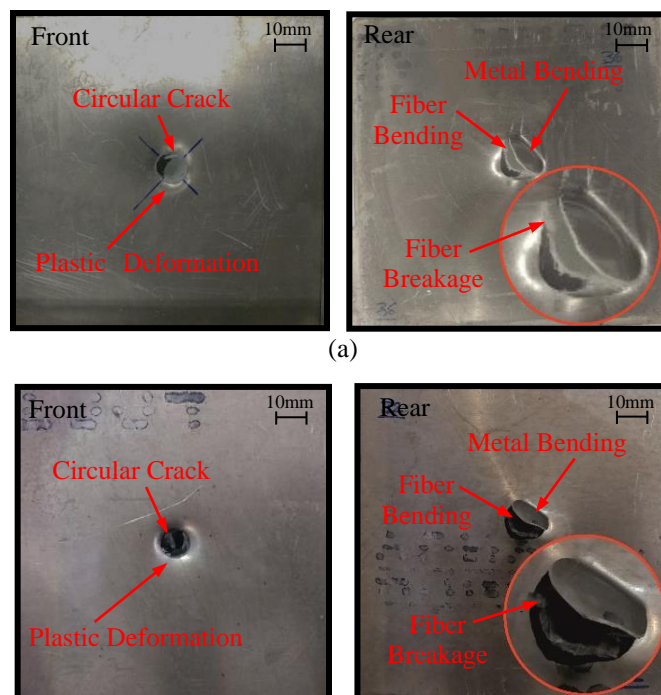 Front
10mm
Circular Crack
Plastic Deformation
Rear
10mm
Metal Bending
Fiber
Bending
Fiber
Breakage
(a)
Front
10mm
Circular Crack
Plastic Deformation
Rear
10mm
Metal Bending
Fiber
Bending
Fiber
Breakage